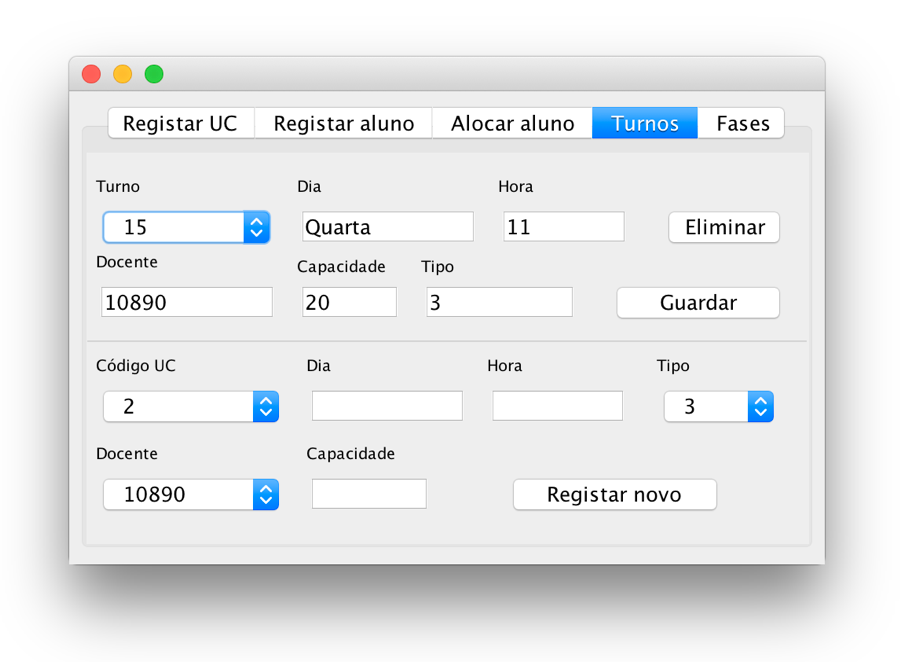 Registar UC Registar aluno Alocar aluno Turnos Fases
Turno Dia Hora
15 Quarta 11 Eliminar
Docente Capacidade Tipo
10890 20 3 Guardar
Código UC Dia Hora Tipo
2 3
Docente Capacidade
10890 Registar novo